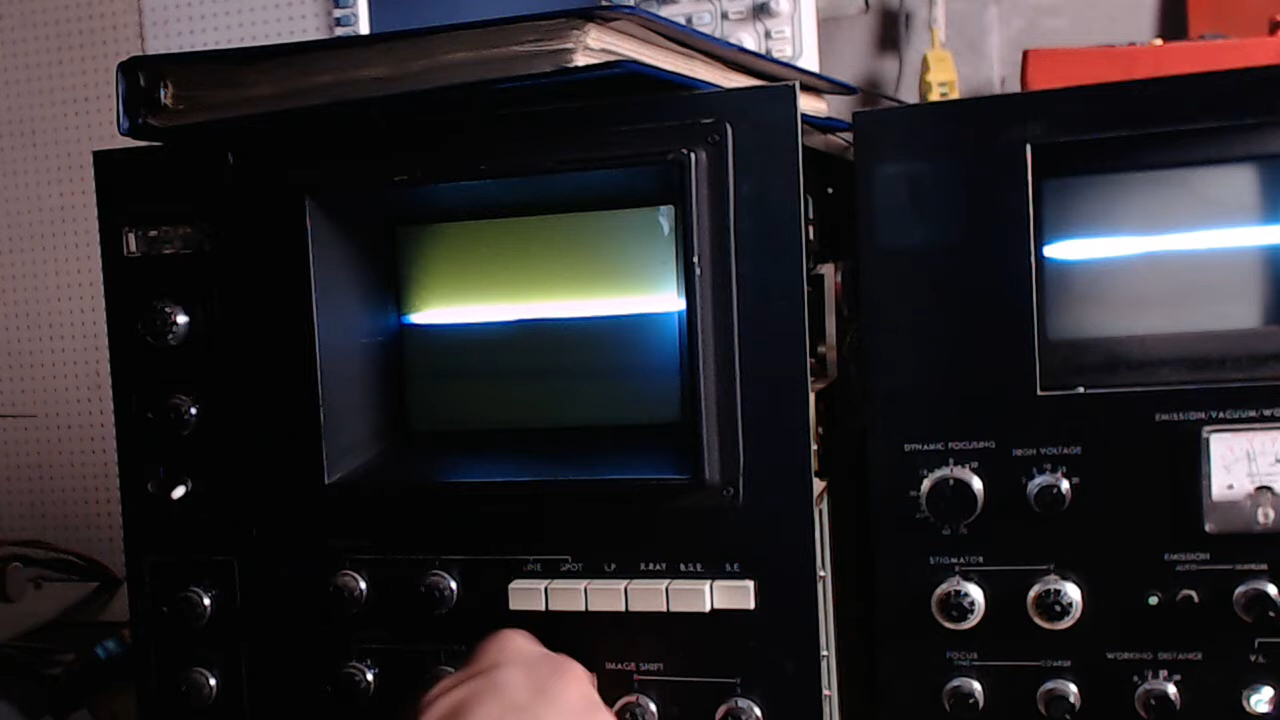 LINE SPOT L.P X-RAY B.S.E. S.E
IMAGE SHIFT
EMISSION/VACUUM/WO
DYNAMIC FOCUSING HIGH VOLTAGE
STIGMATOR
EMISSION
AUTO
FOCUS
FINE COARSE
WORKING DISTANCE
V.S.